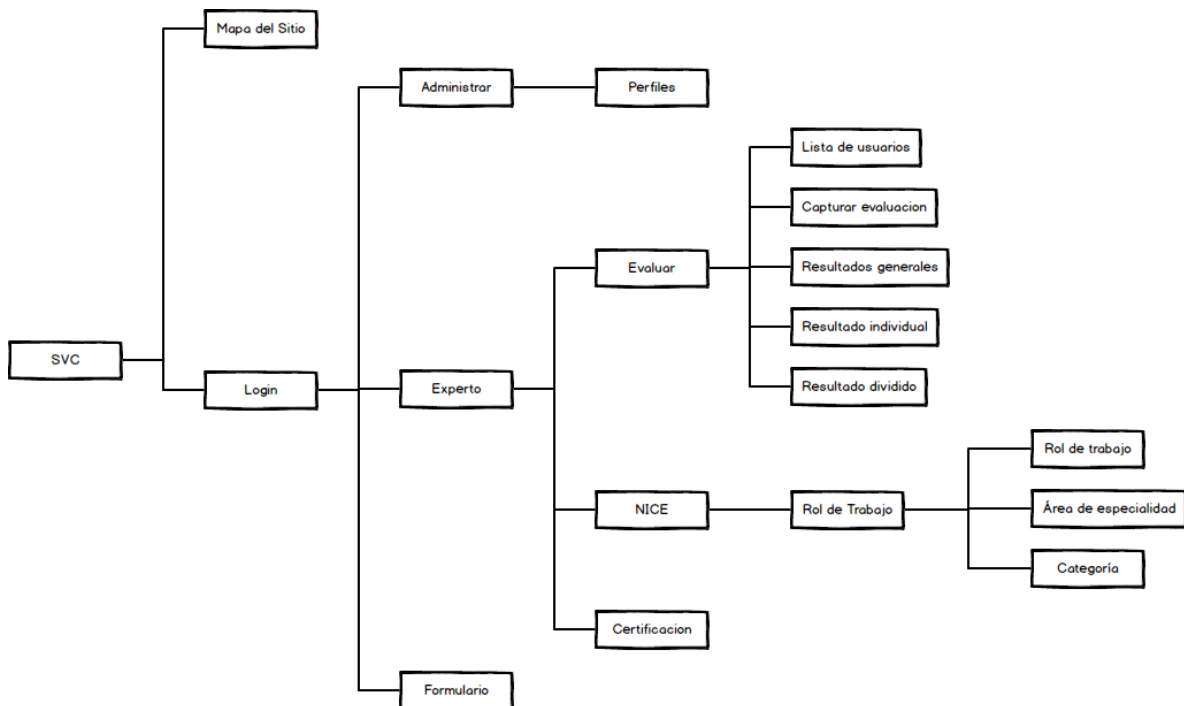 Mapa del Sitio
Administrar
Perfiles
Lista de usuarios
Capturar evaluacion
Evaluar
Resultados generales
Resultado individual
SVC
Login
Experto
Resultado dividido
Rol de trabajo
NICE
Rol de Trabajo
Área de especialidad
Categoría
Certificacion
Formulario